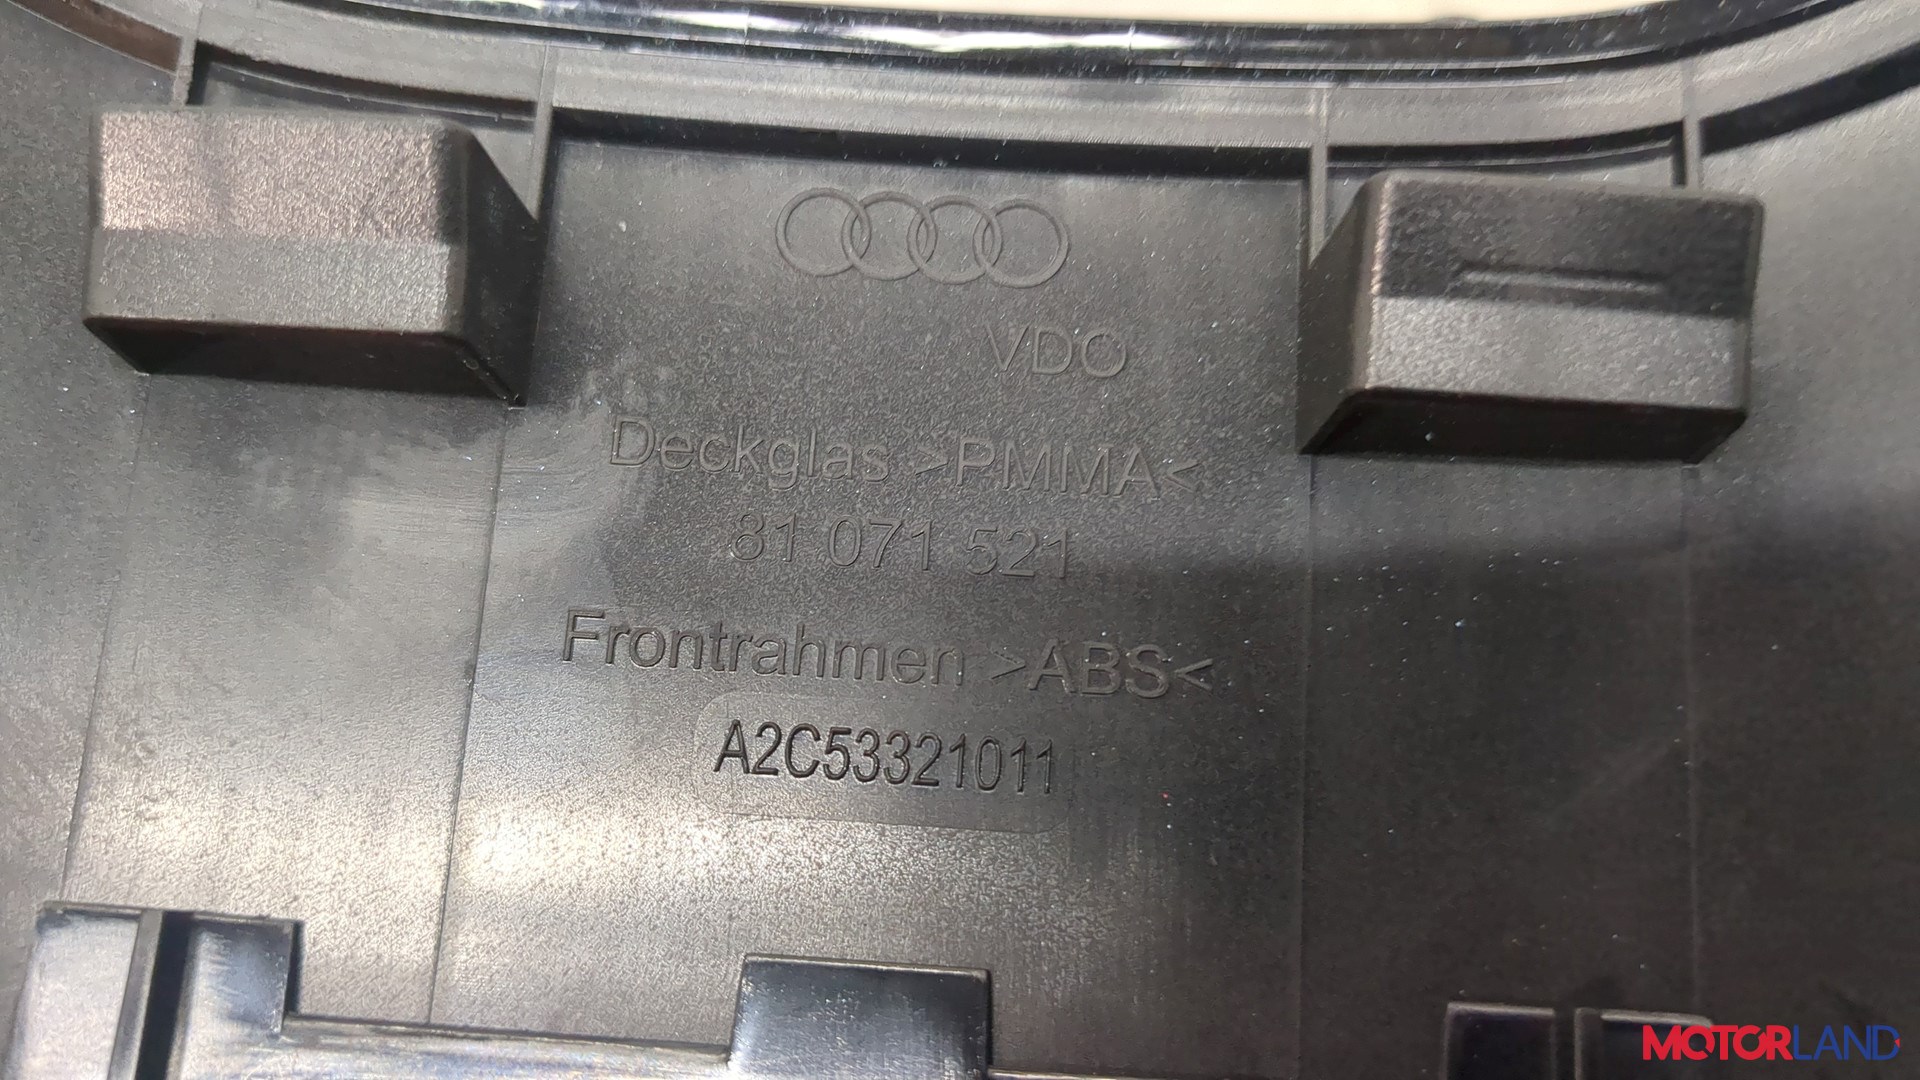 VDO
Deckglas >PMMA<
81 071 521
Frontrahmen >ABS<
A2C53321011
MOTORLAND